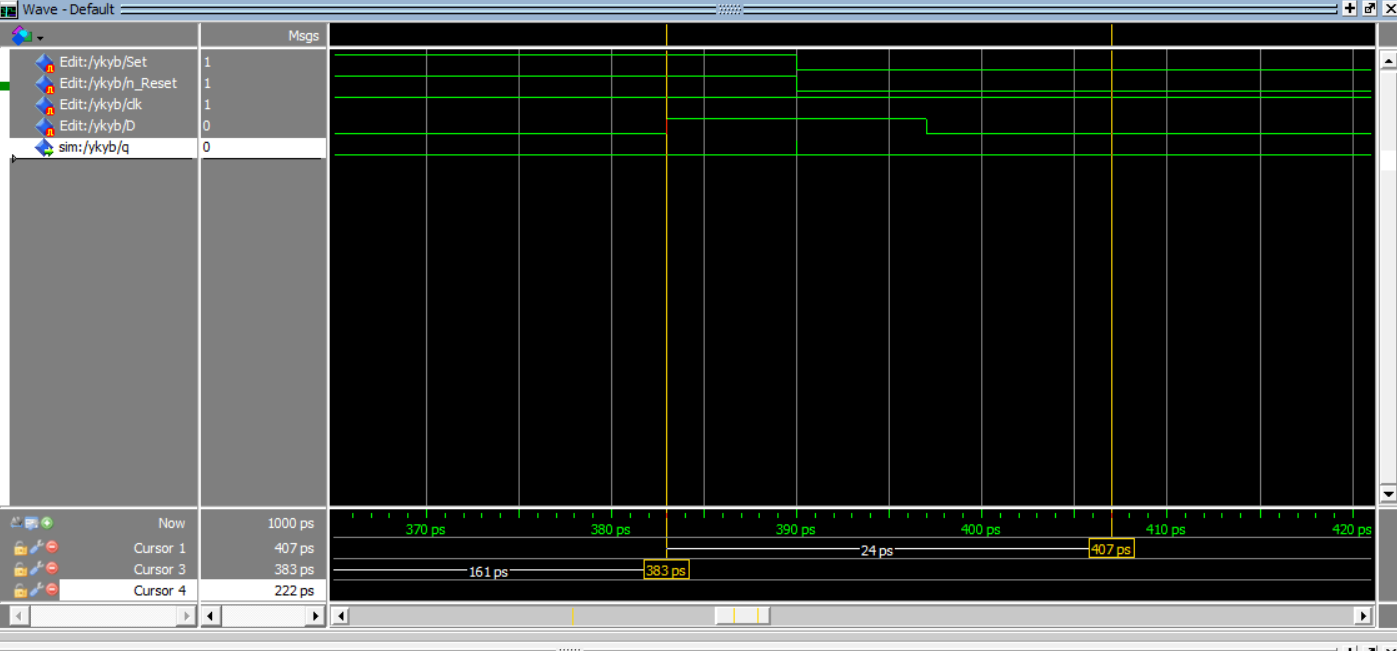 Wave - Default
Msgs
Edit:/ykyb/Set 1
Edit:/ykyb/n_Reset 1
Edit:/ykyb/clk 1
Edit:/ykyb/D 0
sim:/ykyb/q 0
Now 1000 ps 370 ps 380 ps 390 ps 400 ps 410 ps 420 ps
Cursor 1 407 ps 24 ps 407 ps
Cursor 3 383 ps 161 ps 383 ps
Cursor 4 222 ps